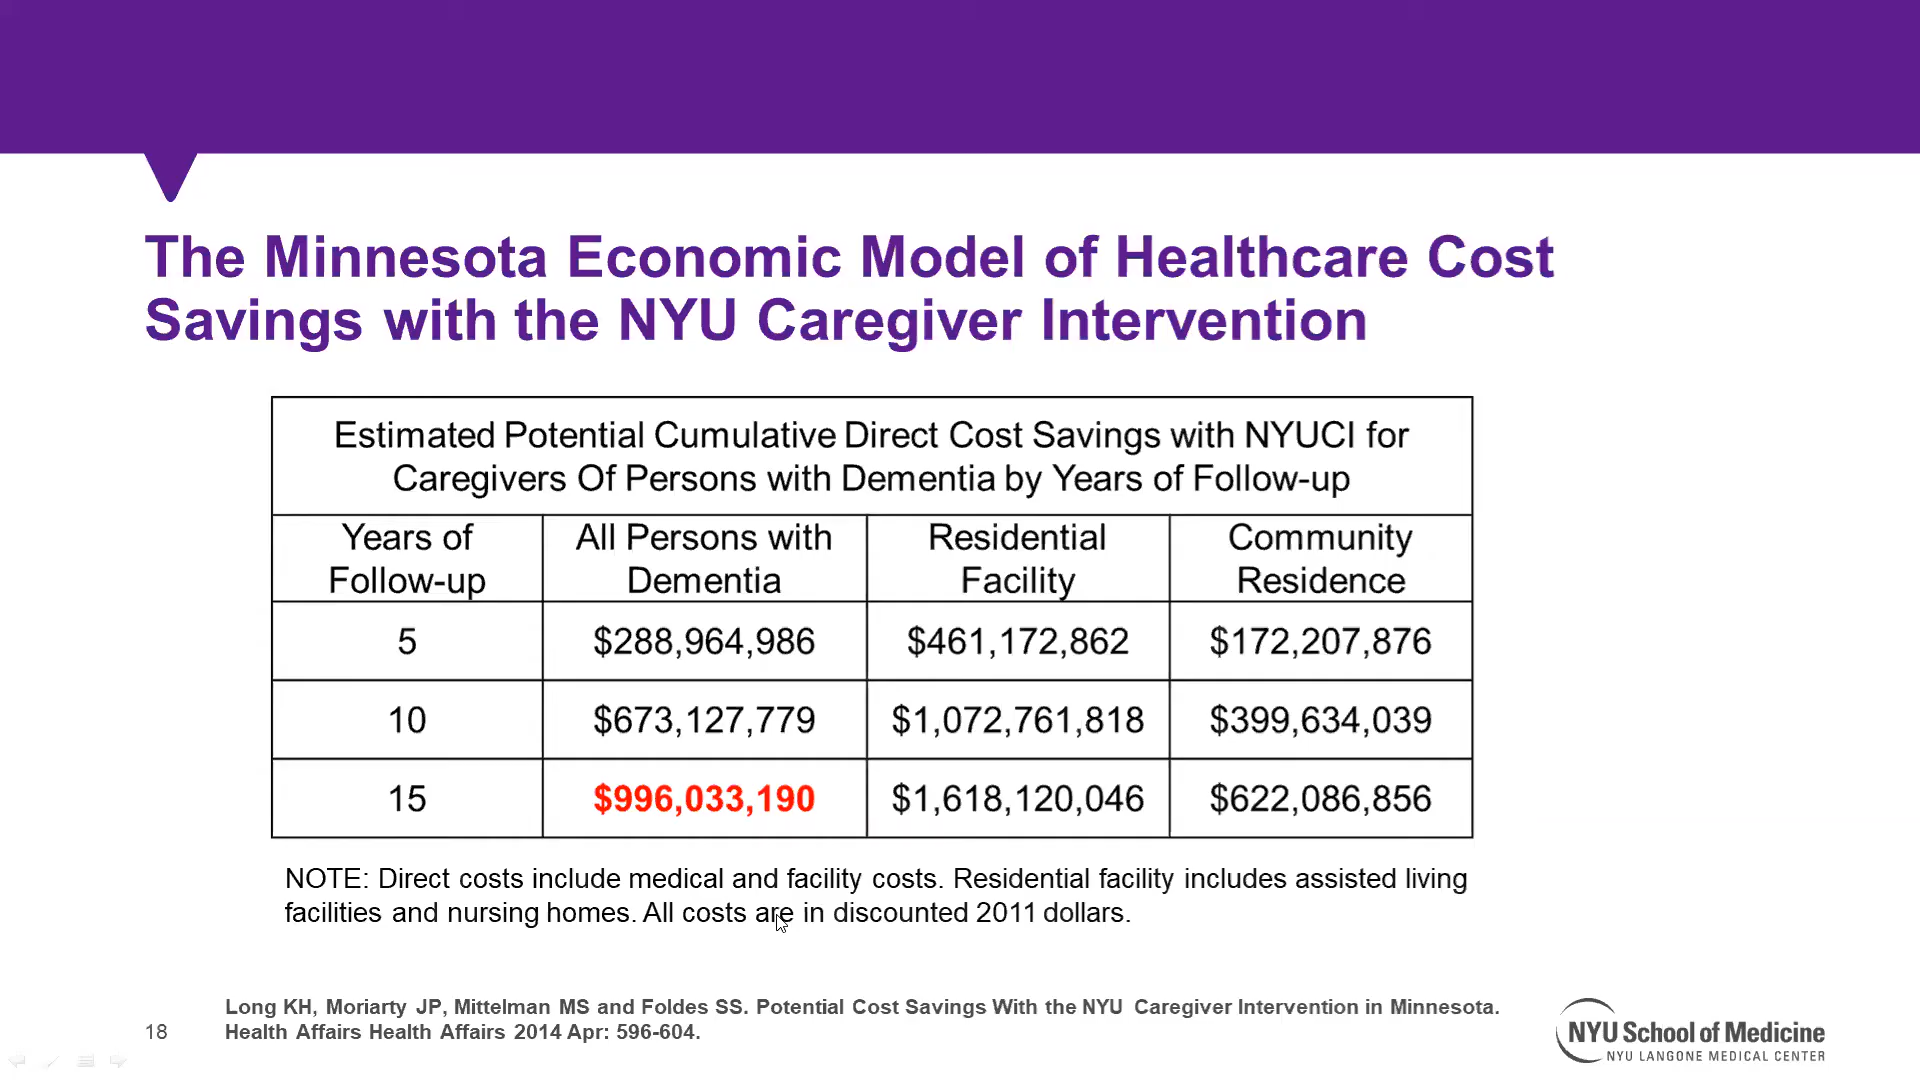 The Minnesota Economic Model of Healthcare Cost
Savings with the NYU Caregiver Intervention
Estimated Potential Cumulative Direct Cost Savings with NYUCI for
Caregivers Of Persons with Dementia by Years of Follow-up
Years of Follow-up All Persons with Dementia Residential Facility Community Residence
5 $288,964,986 $461,172,862 $172,207,876
10 $673,127,779 $1,072,761,818 $399,634,039
15 $996,033,190 $1,618,120,046 $622,086,856
NOTE: Direct costs include medical and facility costs. Residential facility includes assisted living
facilities and nursing homes. All costs are in discounted 2011 dollars.
Long KH, Moriarty JP, Mittelman MS and Foldes SS. Potential Cost Savings With the NYU Caregiver Intervention in Minnesota.
Health Affairs Health Affairs 2014 Apr: 596-604.
18
NYU School of Medicine
NYU LANGONE MEDICAL CENTER